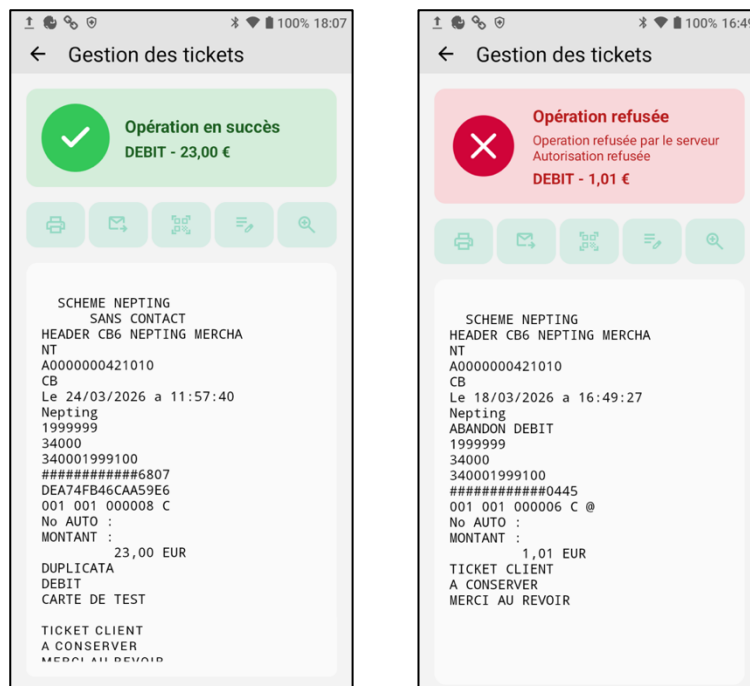 100% 18:07
Gestion des tickets
Opération en succès
DEBIT - 23,00 €
SCHEME NEPTING
SANS CONTACT
HEADER CB6 NEPTING MERCHA
NT
A0000000421010
CB
Le 24/03/2026 a 11:57:40
Nepting
1999999
34000
340001999100
############6807
DEA74FB46CAA59E6
001 001 000008 C
No AUTO :
MONTANT :
23,00 EUR
DUPLICATA
DEBIT
CARTE DE TEST
TICKET CLIENT
A CONSERVER
MERCI AU REVOIR
100% 16:49
Gestion des tickets
Opération refusée
Operation refusée par le serveur
Autorisation refusée
DEBIT - 1,01 €
SCHEME NEPTING
HEADER CB6 NEPTING MERCHA
NT
A0000000421010
CB
Le 18/03/2026 a 16:49:27
Nepting
ABANDON DEBIT
1999999
34000
340001999100
############0445
001 001 000006 C @
No AUTO :
MONTANT :
1,01 EUR
TICKET CLIENT
A CONSERVER
MERCI AU REVOIR